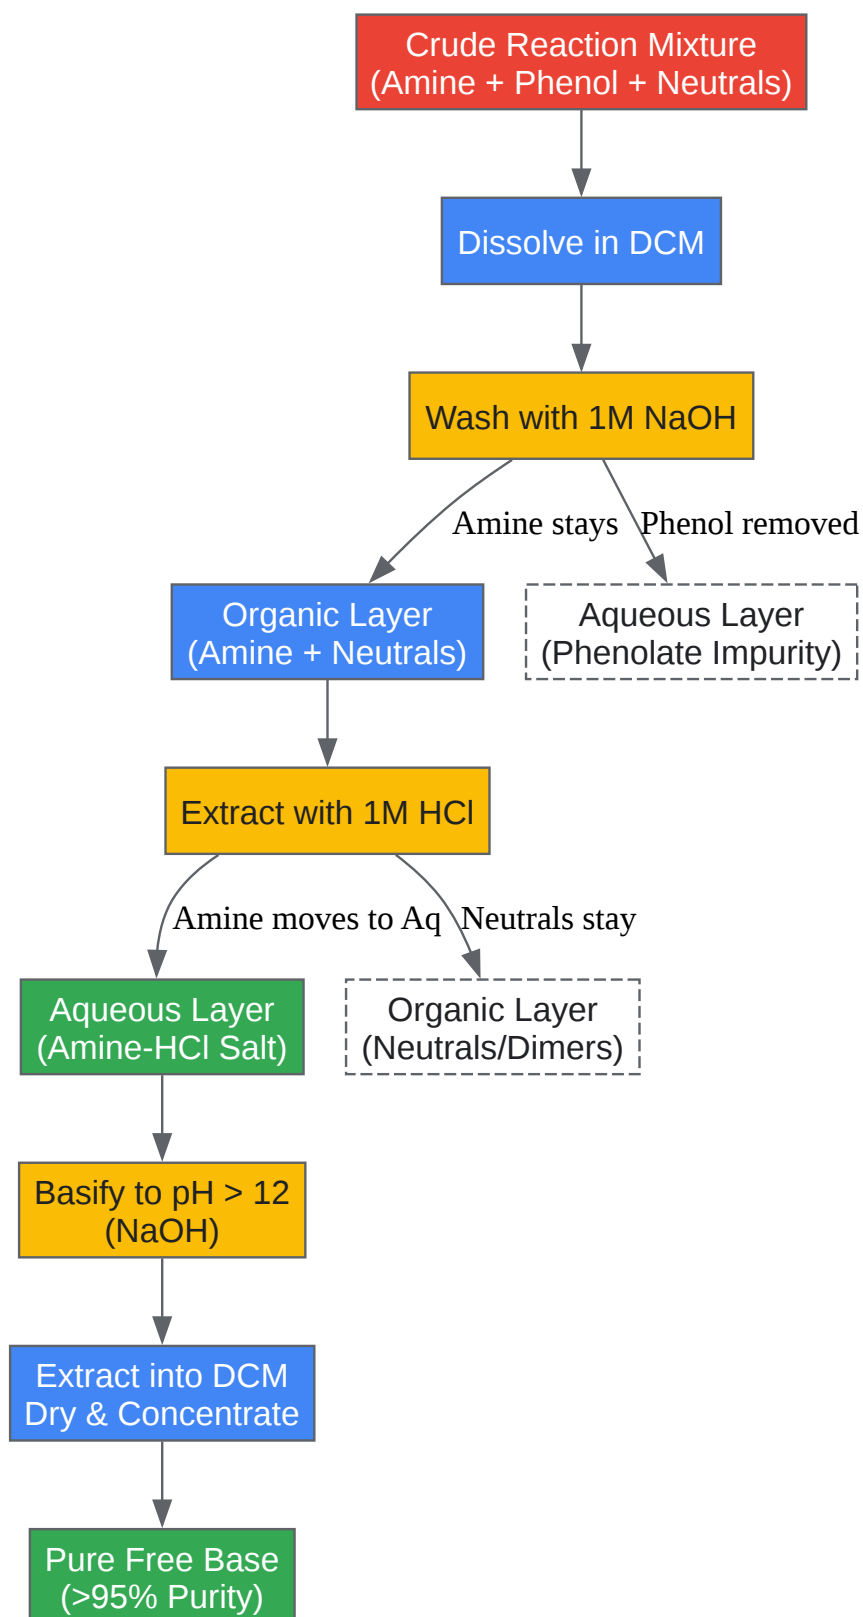 Crude Reaction Mixture
(Amine + Phenol + Neutrals)
Dissolve in DCM
Wash with 1M NaOH
Amine stays
Phenol removed
Organic Layer
(Amine + Neutrals)
Aqueous Layer
(Phenolate Impurity)
Extract with 1M HCl
Amine moves to Aq
Neutrals stay
Aqueous Layer
(Amine-HCl Salt)
Organic Layer
(Neutrals/Dimers)
Basify to pH > 12
(NaOH)
Extract into DCM
Dry & Concentrate
Pure Free Base
(>95% Purity)